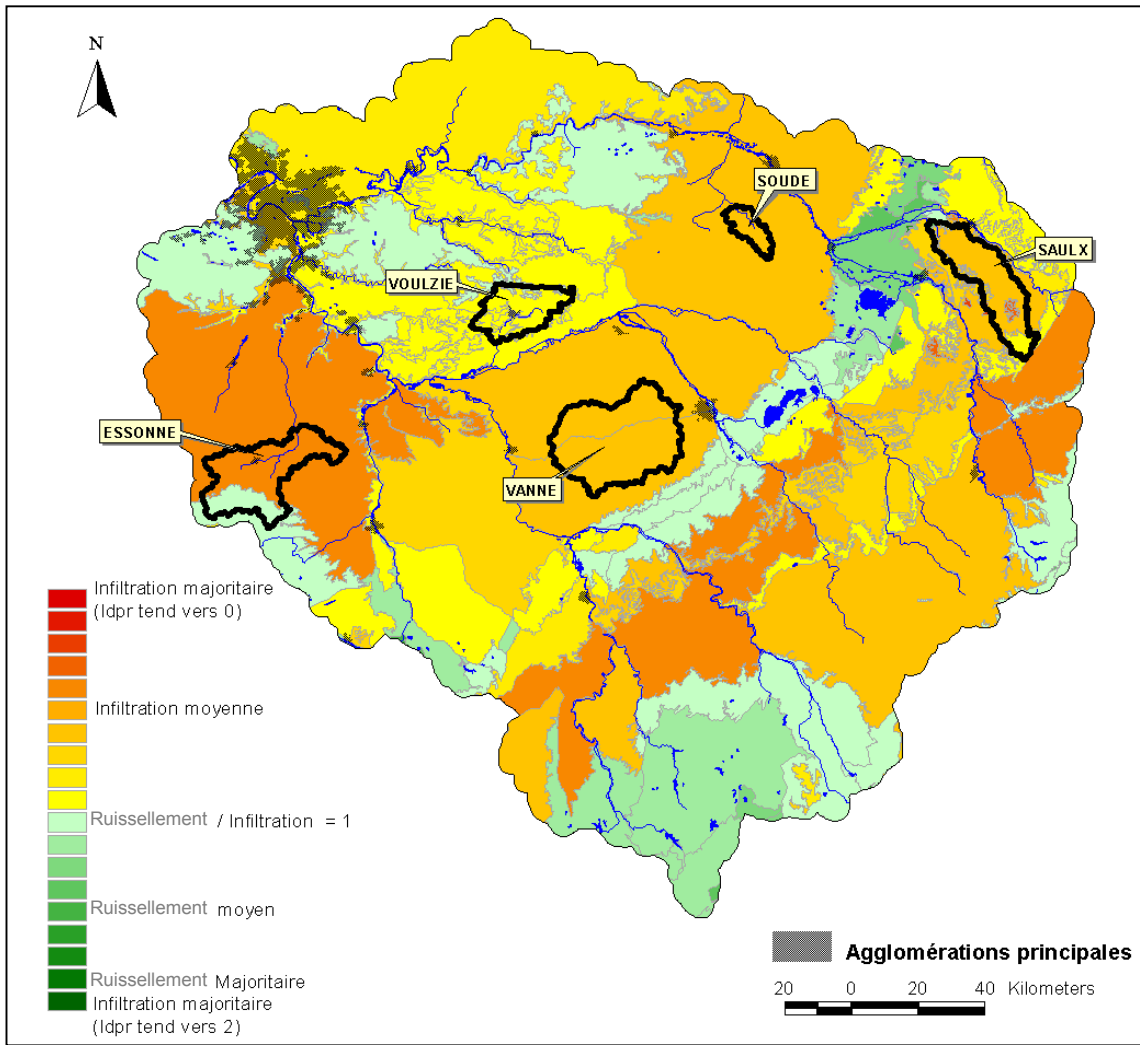 N
SOUDE
SAULX
VOULZIE
ESSONNE
VANNE
Infiltration majoritaire
(Idpr tend vers 0)
Infiltration moyenne
Ruissellement / Infiltration = 1
Ruissellement moyen
Ruissellement Majoritaire
Infiltration majoritaire
(Idpr tend vers 2)
Agglomérations principales
20 0 20 40 Kilometers